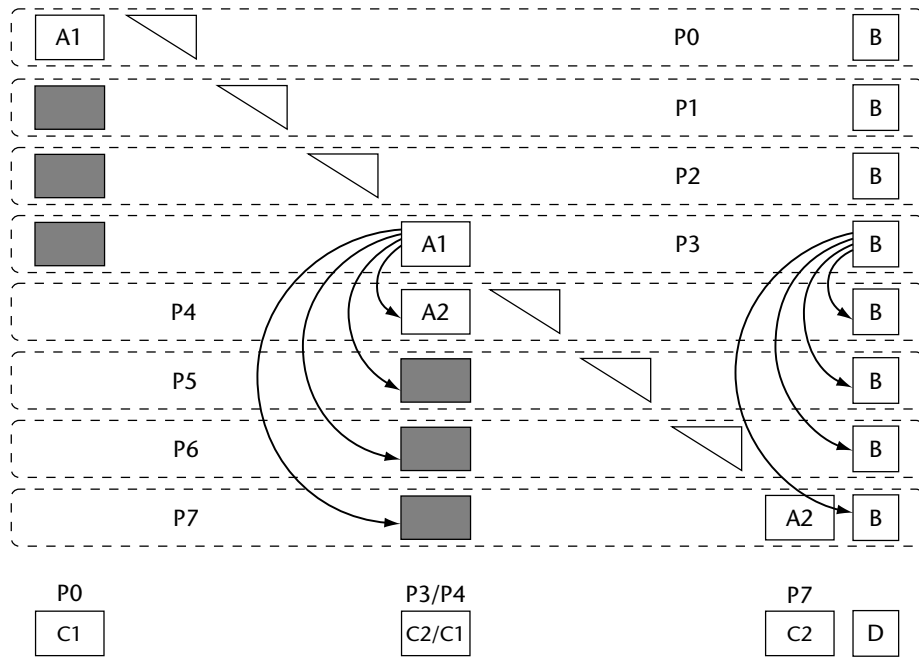 A1 P0 B
P1 B
P2 B
A1 P3 B
P4 A2 B
P5 B
P6 B
P7 A2 B
P0 P3/P4 P7
C1 C2/C1 C2 D